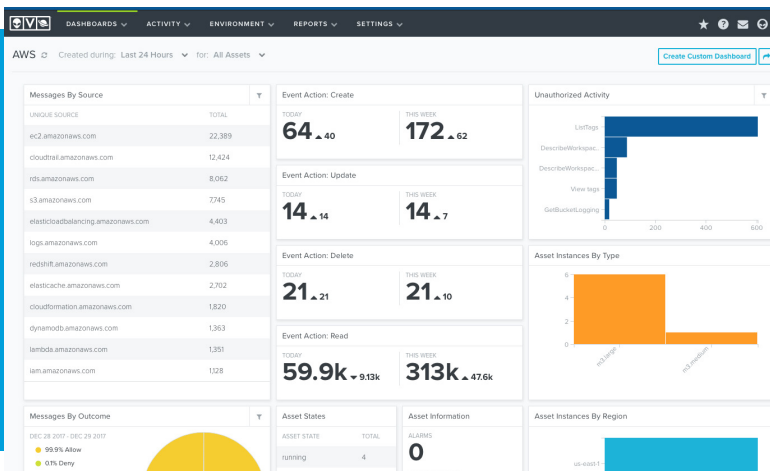 DASHBOARDS ACTIVITY ENVIRONMENT REPORTS SETTINGS
AWS Created during: Last 24 Hours for: All Assets
Create Custom Dashboard
Messages By Source
UNIQUE SOURCE TOTAL
ec2.amazonaws.com 22,389
cloudtrail.amazonaws.com 12,424
rds.amazonaws.com 8,062
s3.amazonaws.com 7,745
elasticloadbalancing.amazonaws.com 4,403
logs.amazonaws.com 4,006
redshift.amazonaws.com 2,806
elasticache.amazonaws.com 2,702
cloudformation.amazonaws.com 1,820
dynamodb.amazonaws.com 1,363
lambda.amazonaws.com 1,351
iam.amazonaws.com 1,128
Event Action: Create
TODAY THIS WEEK
64 40 172 62
Event Action: Update
TODAY THIS WEEK
14 14 14 7
Event Action: Delete
TODAY THIS WEEK
21 21 21 10
Event Action: Read
TODAY THIS WEEK
59.9k 9.13k 313k 47.6k
Unauthorized Activity
ListTags
DescribeWorkspac...
DescribeWorkspac...
View tags
GetBucketLogging
0 200 400 600
Asset Instances By Type
6
4
2
0
m3.large m3.medium
Messages By Outcome
DEC 28 2017 - DEC 29 2017
99.9% Allow
0.1% Deny
Asset States
ASSET STATE TOTAL
running 4
Asset Information
ALARMS
0
Asset Instances By Region
us-east-1